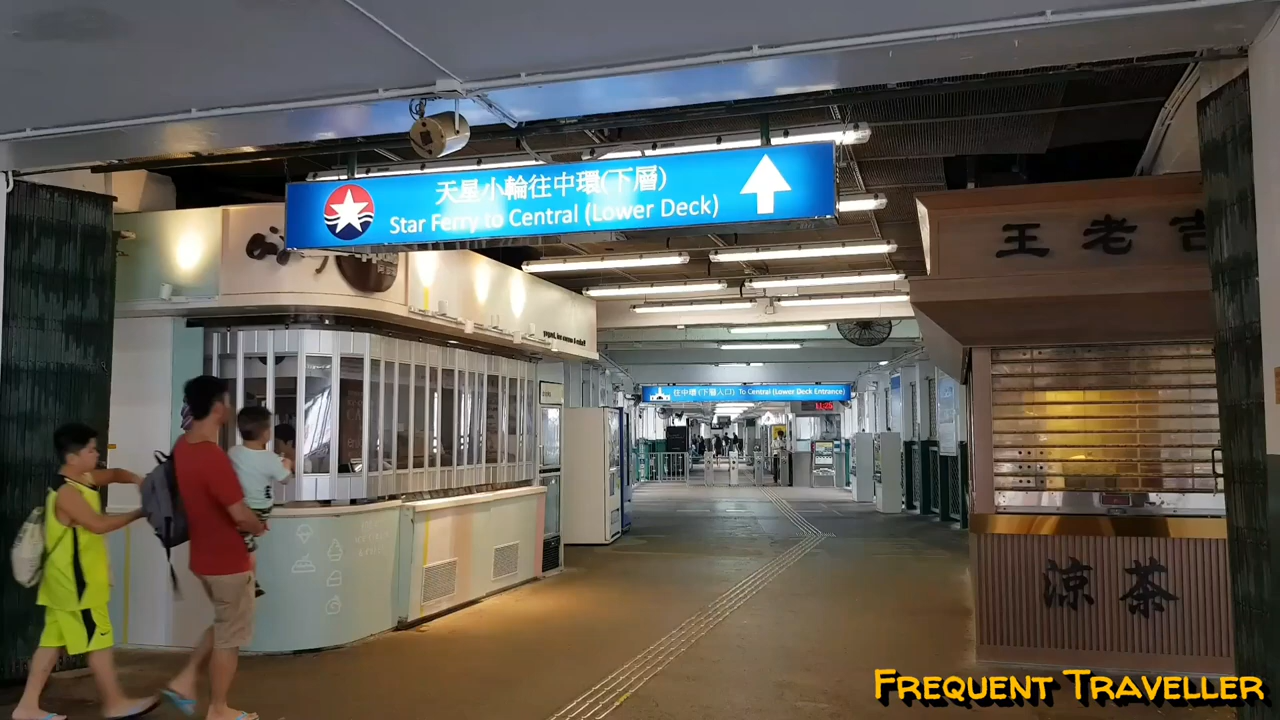 天星小輪往中環(下層)
Star Ferry to Central (Lower Deck)
王老吉
往中環(下層入口) To Central (Lower Deck Entrance)
涼茶
FREQUENT TRAVELLER